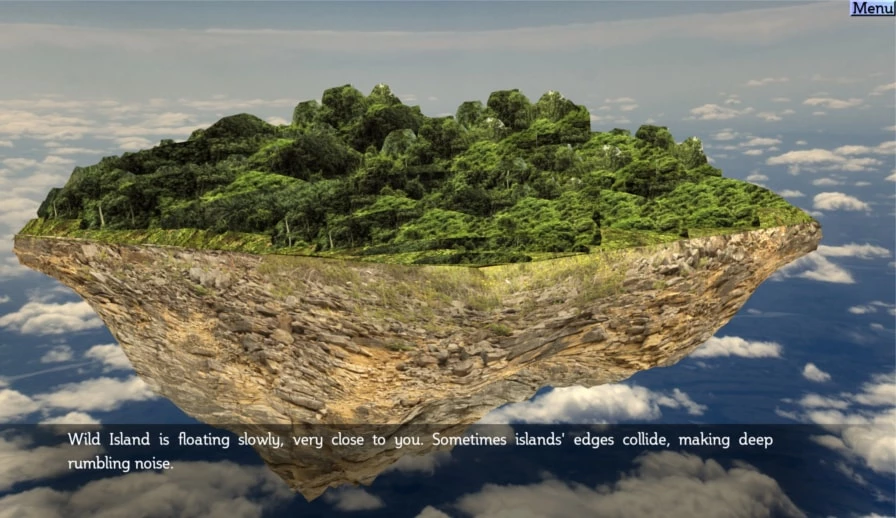 Menu
Wild Island is floating slowly, very close to you. Sometimes islands' edges collide, making deep
rumbling noise.